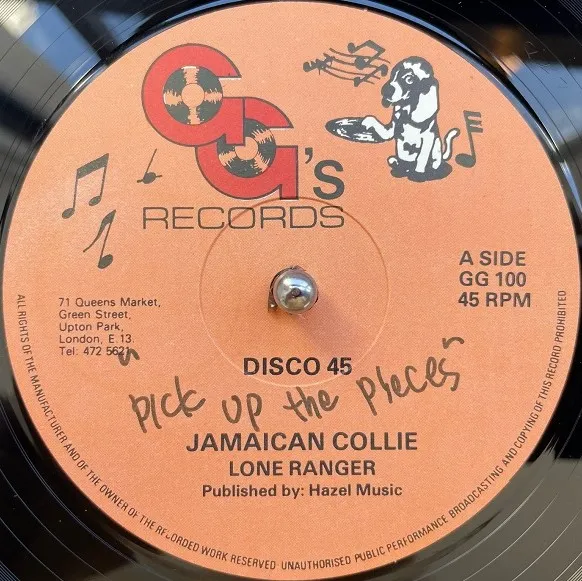 GG's
RECORDS
A SIDE
GG 100
45 RPM
71 Queens Market,
Green Street,
Upton Park,
London, E.13.
Tel: 472 5621
DISCO 45
"PICK UP the PIECES"
JAMAICAN COLLIE
LONE RANGER
Published by: Hazel Music
ALL RIGHTS OF THE MANUFACTURER AND OF THE OWNER OF THE RECORDED WORK RESERVED UNAUTHORISED PUBLIC PERFORMANCE BROADCASTING AND COPYING OF THIS RECORD PROHIBITED